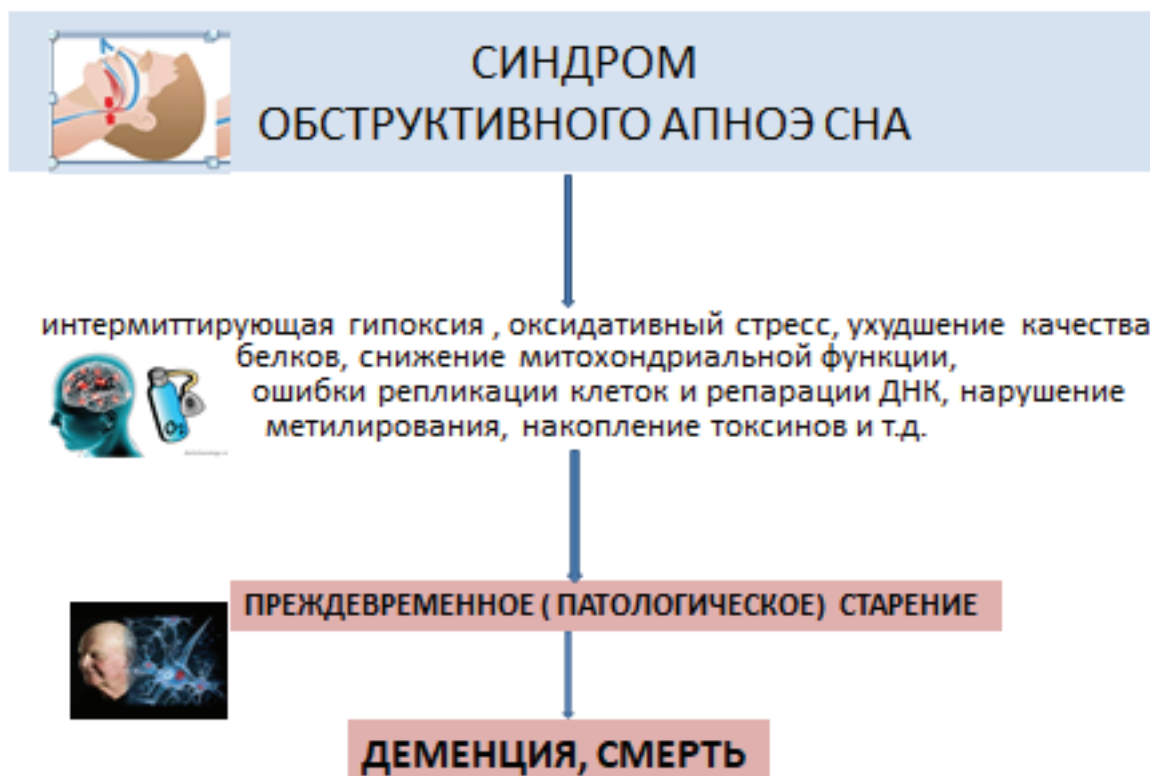 СИНДРОМ
ОБСТРУКТИВНОГО АПНОЭ СНА
интермиттирующая гипоксия , оксидативный стресс, ухудшение качества
белков, снижение митохондриальной функции,
ошибки репликации клеток и репарации ДНК, нарушение
метилирования, накопление токсинов и т.д.
O₂
ПРЕЖДЕВРЕМЕННОЕ ( ПАТОЛОГИЧЕСКОЕ) СТАРЕНИЕ
ДЕМЕНЦИЯ, СМЕРТЬ